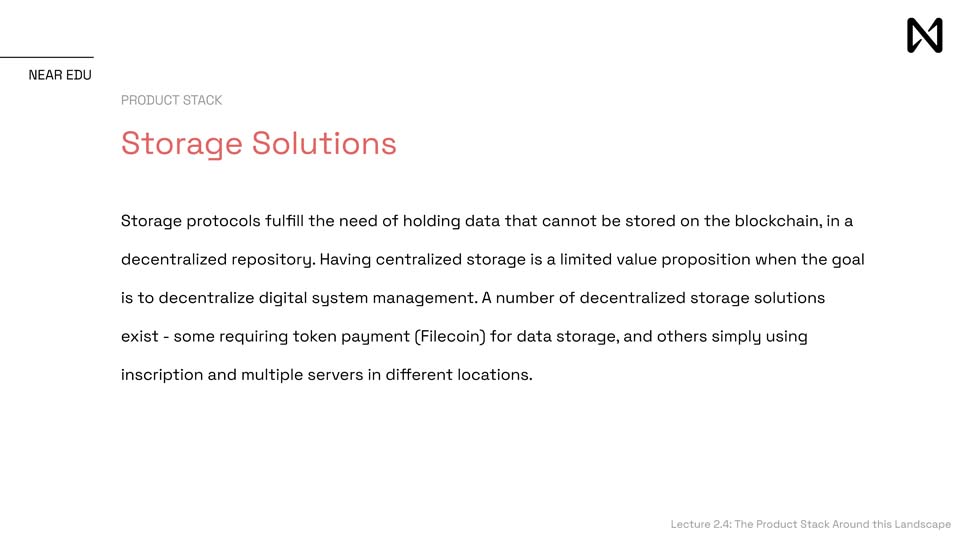 NEAR EDU
PRODUCT STACK
Storage Solutions
Storage protocols fulfill the need of holding data that cannot be stored on the blockchain, in a
decentralized repository. Having centralized storage is a limited value proposition when the goal
is to decentralize digital system management. A number of decentralized storage solutions
exist - some requiring token payment (Filecoin) for data storage, and others simply using
inscription and multiple servers in different locations.
Lecture 2.4: The Product Stack Around this Landscape